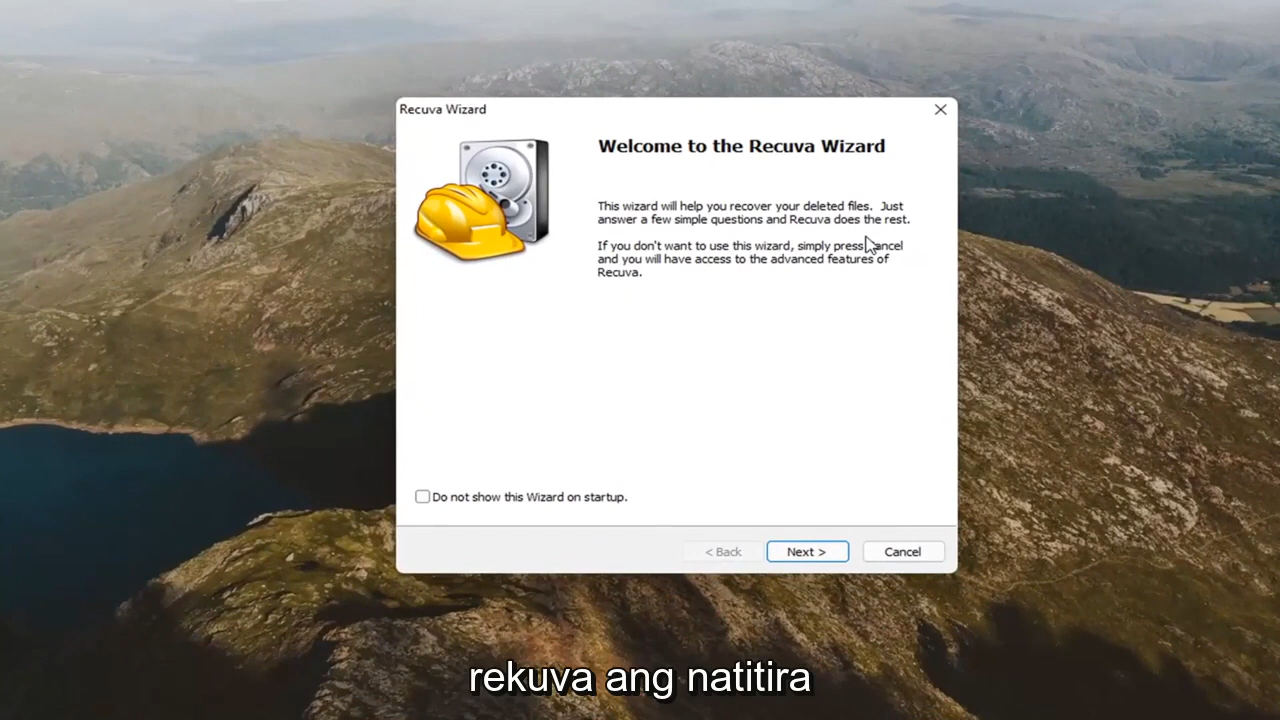 Recuva Wizard
Welcome to the Recuva Wizard
This wizard will help you recover your deleted files. Just
answer a few simple questions and Recuva does the rest.
If you don't want to use this wizard, simply press Cancel
and you will have access to the advanced features of
Recuva.
Do not show this Wizard on startup.
< Back
Next >
Cancel
rekuva ang natitira